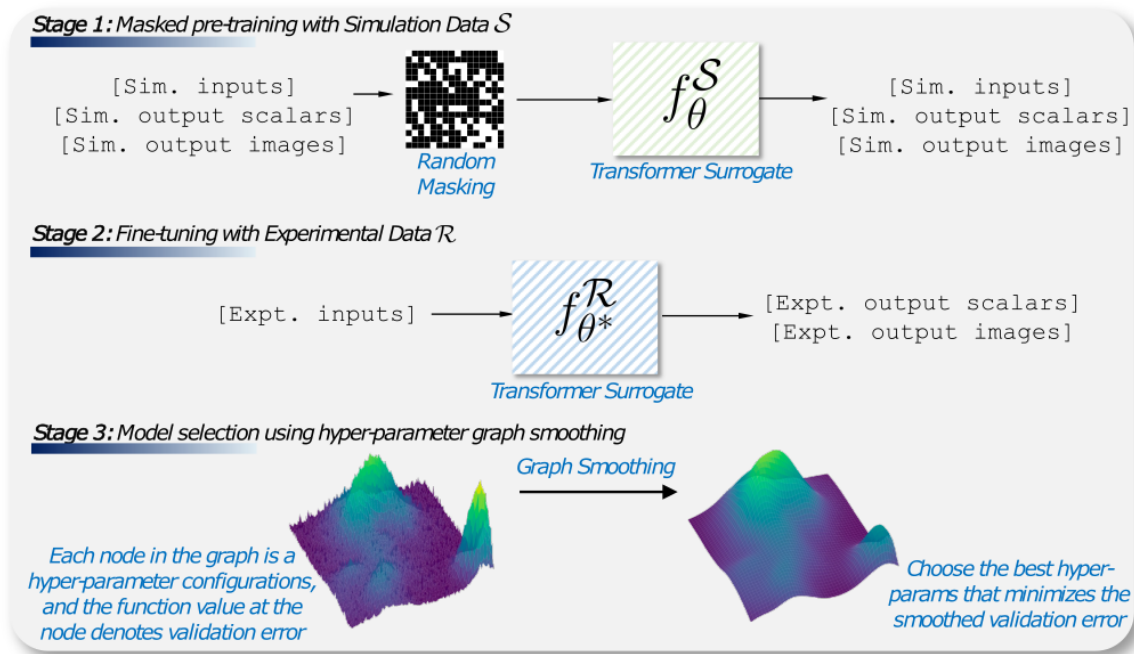 Stage 1: Masked pre-training with Simulation Data 𝒮
[Sim. inputs]
[Sim. output scalars]
[Sim. output images]
Random
Masking
f_θ^𝒮
Transformer Surrogate
[Sim. inputs]
[Sim. output scalars]
[Sim. output images]
Stage 2: Fine-tuning with Experimental Data ℛ
[Expt. inputs]
f_θ*^ℛ
Transformer Surrogate
[Expt. output scalars]
[Expt. output images]
Stage 3: Model selection using hyper-parameter graph smoothing
Graph Smoothing
Each node in the graph is a
hyper-parameter configurations,
and the function value at the
node denotes validation error
Choose the best hyper-
params that minimizes the
smoothed validation error